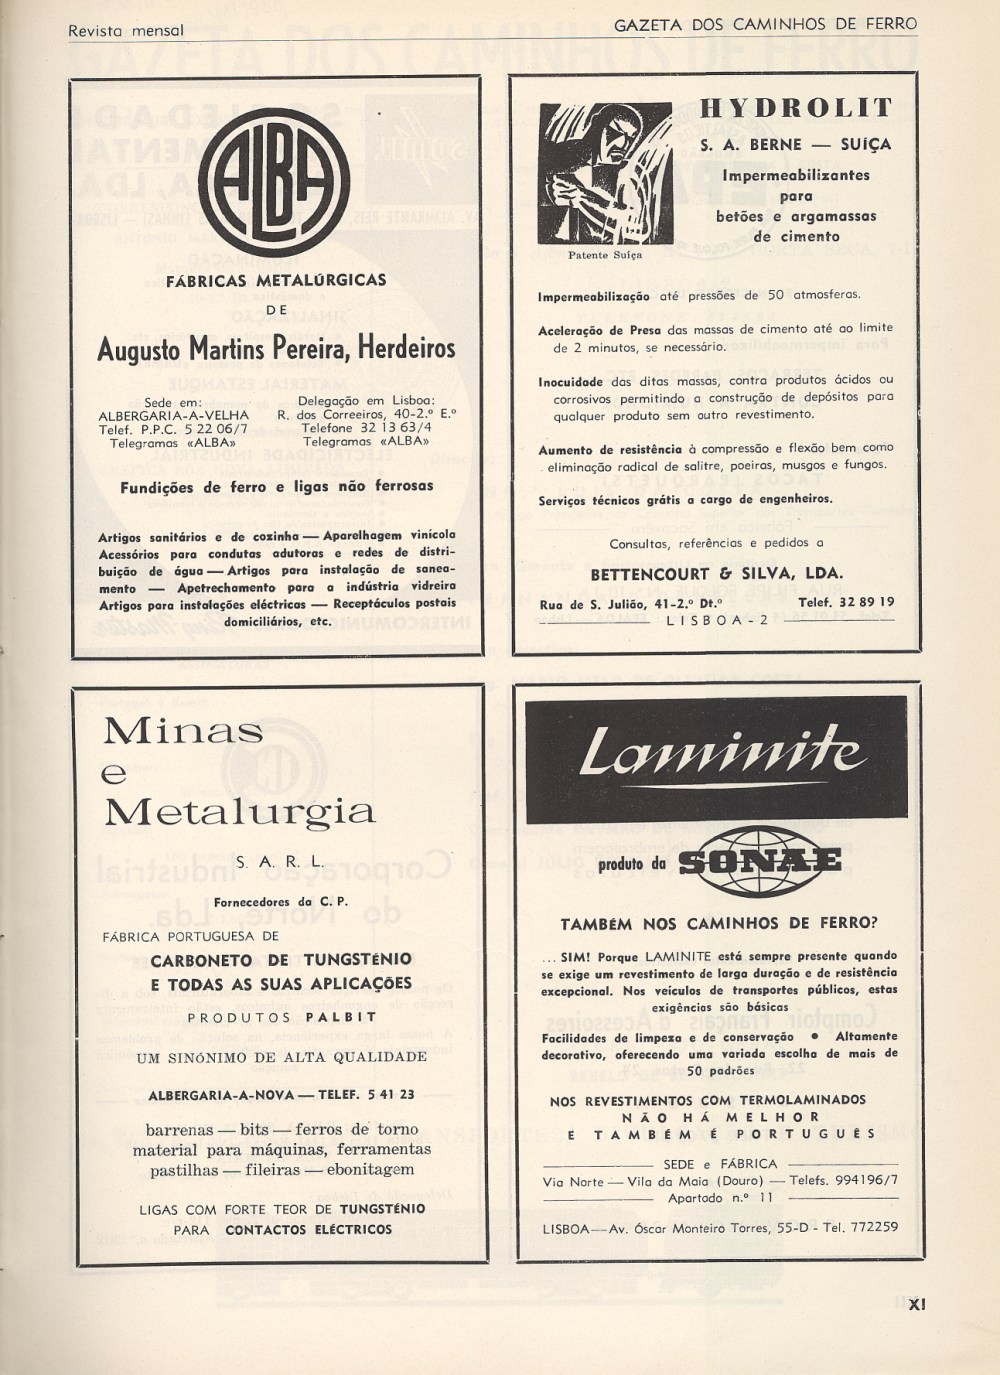 Revista mensal
GAZETA DOS CAMINHOS DE FERRO
ALBA
FÁBRICAS METALÚRGICAS
DE
Augusto Martins Pereira, Herdeiros
Sede em:
ALBERGARIA-A-VELHA
Telef. P.P.C. 5 22 06/7
Telegramas «ALBA»
Delegação em Lisboa:
R. dos Correeiros, 40-2.º E.º
Telefone 32 13 63/4
Telegramas «ALBA»
Fundições de ferro e ligas não ferrosas
Artigos sanitários e de cozinha — Aparelhagem vinícola
Acessórios para condutas adutoras e redes de distri-
buição de água — Artigos para instalação de sanea-
mento — Apetrechamento para a indústria vidreira
Artigos para instalações eléctricas — Receptáculos postais
domiciliários, etc.
HYDROLIT
S. A. BERNE — SUÍÇA
Impermeabilizantes
para
betões e argamassas
de cimento
Patente Suíça
Impermeabilização até pressões de 50 atmosferas.
Aceleração de Presa das massas de cimento até ao limite
de 2 minutos, se necessário.
Inocuidade das ditas massas, contra produtos ácidos ou
corrosivos permitindo a construção de depósitos para
qualquer produto sem outro revestimento.
Aumento de resistência à compressão e flexão bem como
eliminação radical de salitre, poeiras, musgos e fungos.
Serviços técnicos grátis a cargo de engenheiros.
Consultas, referências e pedidos a
BETTENCOURT & SILVA, LDA.
Rua de S. Julião, 41-2.º Dt.º Telef. 32 89 19
LISBOA-2
Minas
e
Metalurgia
S. A. R. L.
Fornecedores da C. P.
FÁBRICA PORTUGUESA DE
CARBONETO DE TUNGSTÉNIO
E TODAS AS SUAS APLICAÇÕES
PRODUTOS PALBIT
UM SINÓNIMO DE ALTA QUALIDADE
ALBERGARIA-A-NOVA — TELEF. 5 41 23
barrenas — bits — ferros de torno
material para máquinas, ferramentas
pastilhas — fileiras — ebonitagem
LIGAS COM FORTE TEOR DE TUNGSTÉNIO
PARA CONTACTOS ELÉCTRICOS
Laminite
produto da SONAE
TAMBÉM NOS CAMINHOS DE FERRO?
... SIM! Porque LAMINITE está sempre presente quando
se exige um revestimento de larga duração e de resistência
excepcional. Nos veículos de transportes públicos, estas
exigências são básicas
Facilidades de limpeza e de conservação • Altamente
decorativo, oferecendo uma variada escolha de mais de
50 padrões
NOS REVESTIMENTOS COM TERMOLAMINADOS
NÃO HÁ MELHOR
E TAMBÉM É PORTUGUÊS
SEDE e FÁBRICA
Via Norte — Vila da Maia (Douro) — Telefs. 994196/7
Apartado n.º 11
LISBOA — Av. Óscar Monteiro Torres, 55-D - Tel. 772259
XI